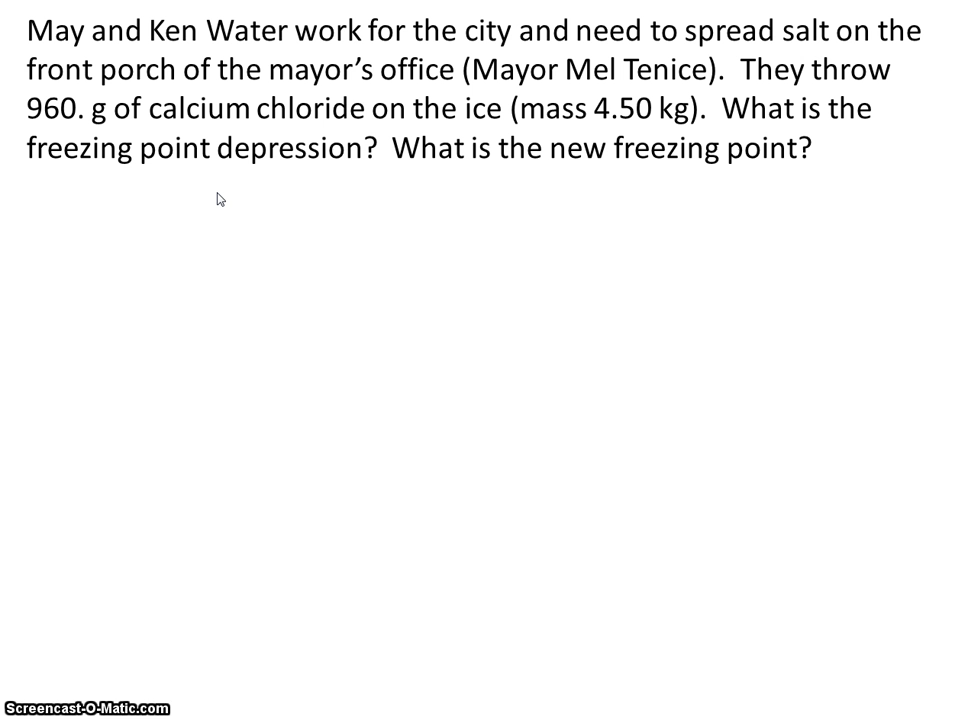 May and Ken Water work for the city and need to spread salt on the
front porch of the mayor’s office (Mayor Mel Tenice).  They throw
960. g of calcium chloride on the ice (mass 4.50 kg).  What is the
freezing point depression?  What is the new freezing point?
Screencast-O-Matic.com